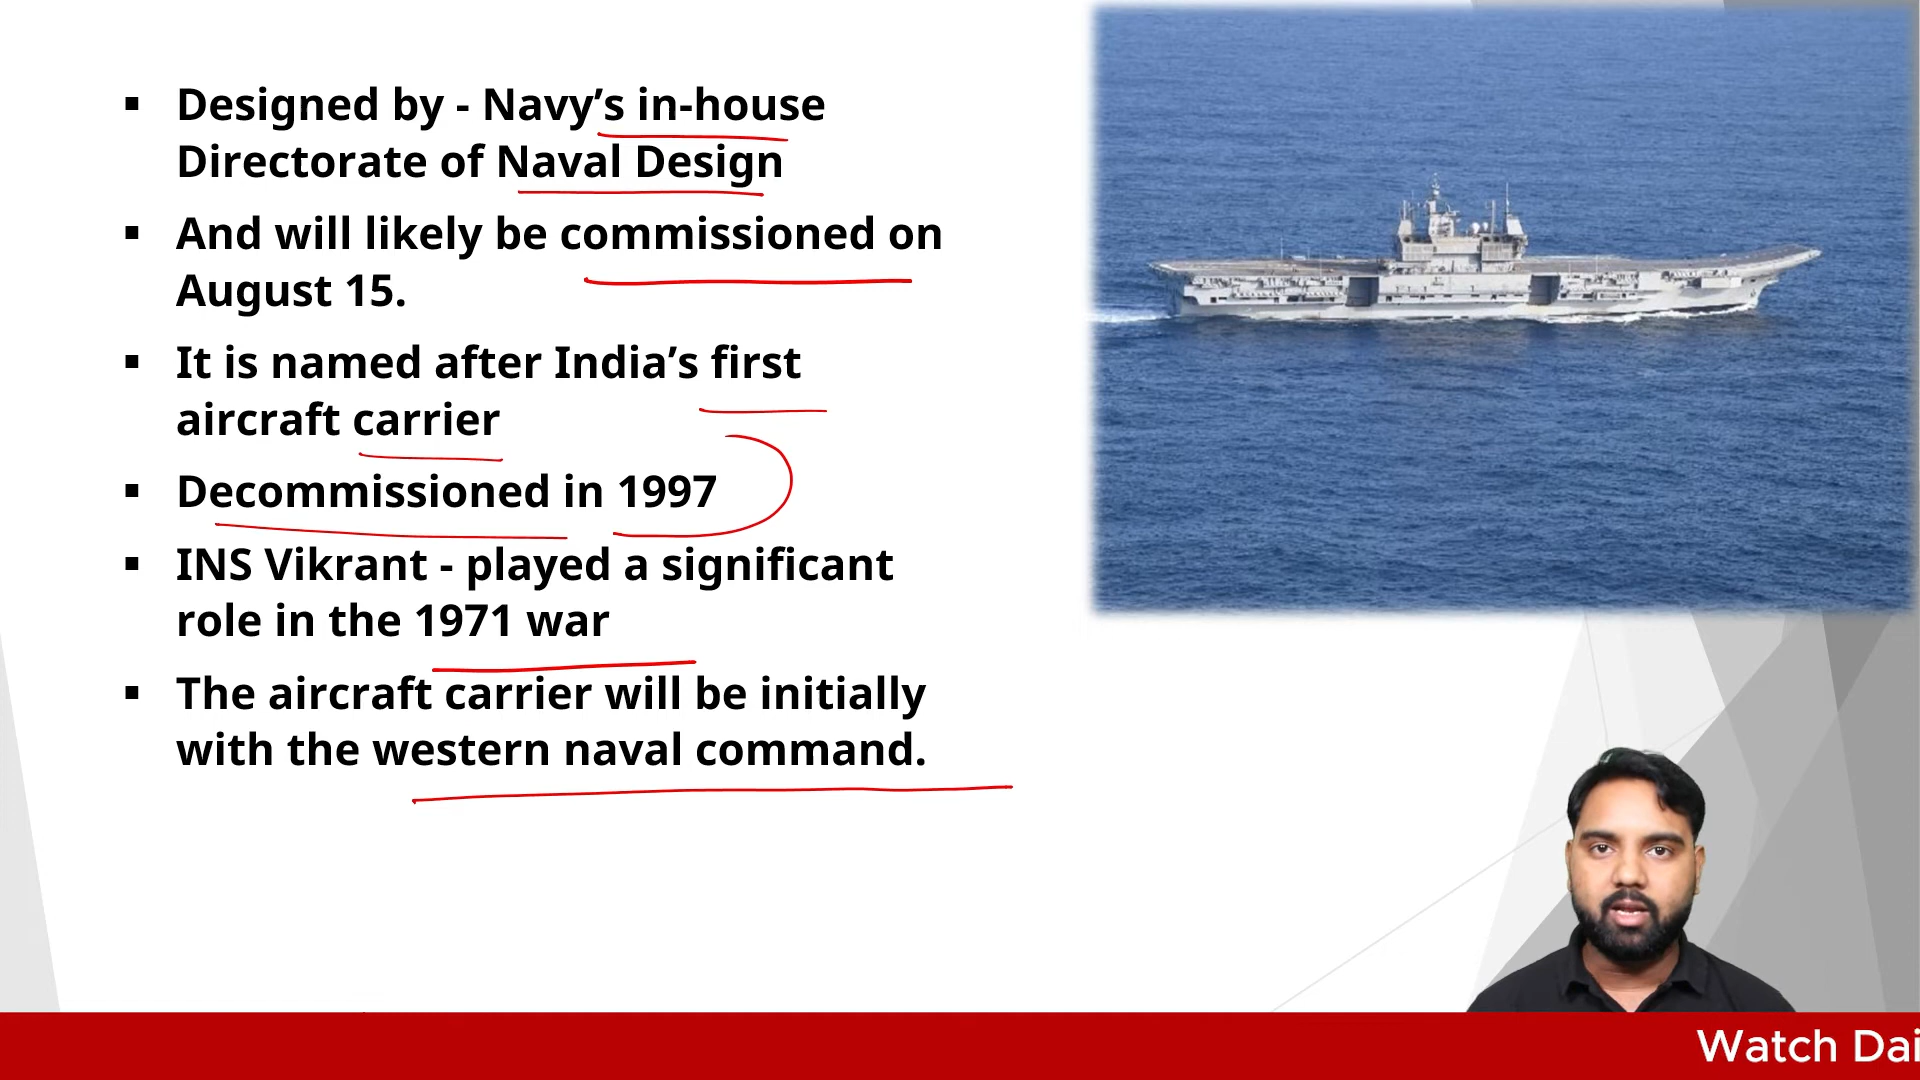 ▪ Designed by - Navy’s in-house
Directorate of Naval Design
▪ And will likely be commissioned on
August 15.
▪ It is named after India’s first
aircraft carrier
▪ Decommissioned in 1997
▪ INS Vikrant - played a significant
role in the 1971 war
▪ The aircraft carrier will be initially
with the western naval command.
Watch Dai